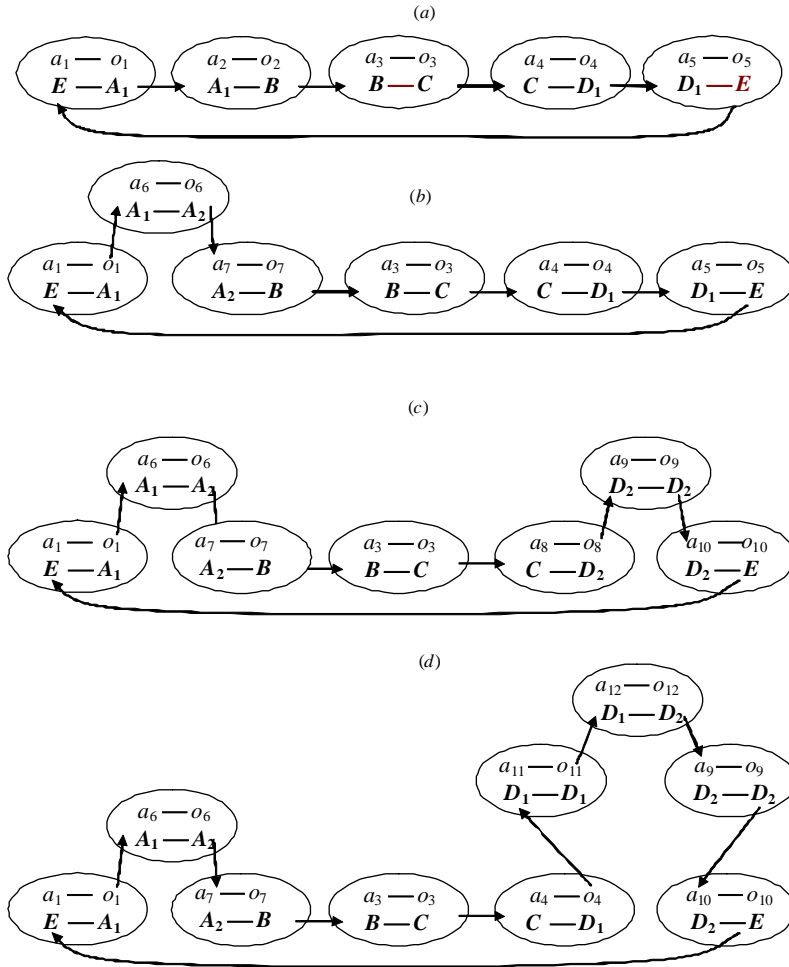 (a)
a1 — o1 a2 — o2 a3 — o3 a4 — o4 a5 — o5
E — A1 A1 — B B — C C — D1 D1 — E
a6 — o6
A1 — A2
(b)
a1 — o1 a7 — o7 a3 — o3 a4 — o4 a5 — o5
E — A1 A2 — B B — C C — D1 D1 — E
(c)
a6 — o6 a9 — o9
A1 — A2 D2 — D2
a1 — o1 a7 — o7 a3 — o3 a8 — o8 a10 — o10
E — A1 A2 — B B — C C — D2 D2 — E
(d)
a12 — o12
D1 — D2
a11 — o11 a9 — o9
D1 — D1 D2 — D2
a6 — o6
A1 — A2
a1 — o1 a7 — o7 a3 — o3 a4 — o4 a10 — o10
E — A1 A2 — B B — C C — D1 D2 — E